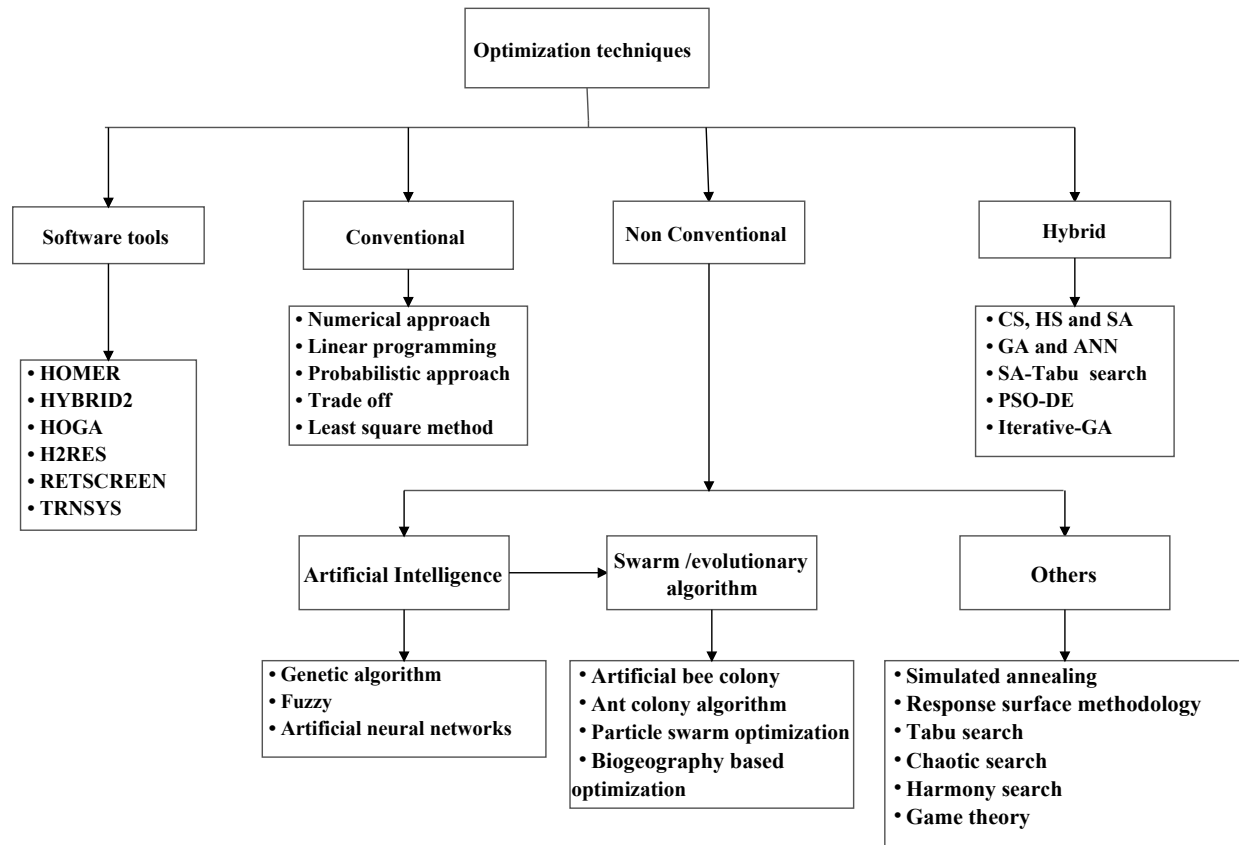 Optimization techniques
Software tools
Conventional
Non Conventional
Hybrid
• HOMER
• HYBRID2
• HOGA
• H2RES
• RETSCREEN
• TRNSYS
• Numerical approach
• Linear programming
• Probabilistic approach
• Trade off
• Least square method
• CS, HS and SA
• GA and ANN
• SA-Tabu search
• PSO-DE
• Iterative-GA
Artificial Intelligence
Swarm /evolutionary
algorithm
Others
• Genetic algorithm
• Fuzzy
• Artificial neural networks
• Artificial bee colony
• Ant colony algorithm
• Particle swarm optimization
• Biogeography based
optimization
• Simulated annealing
• Response surface methodology
• Tabu search
• Chaotic search
• Harmony search
• Game theory